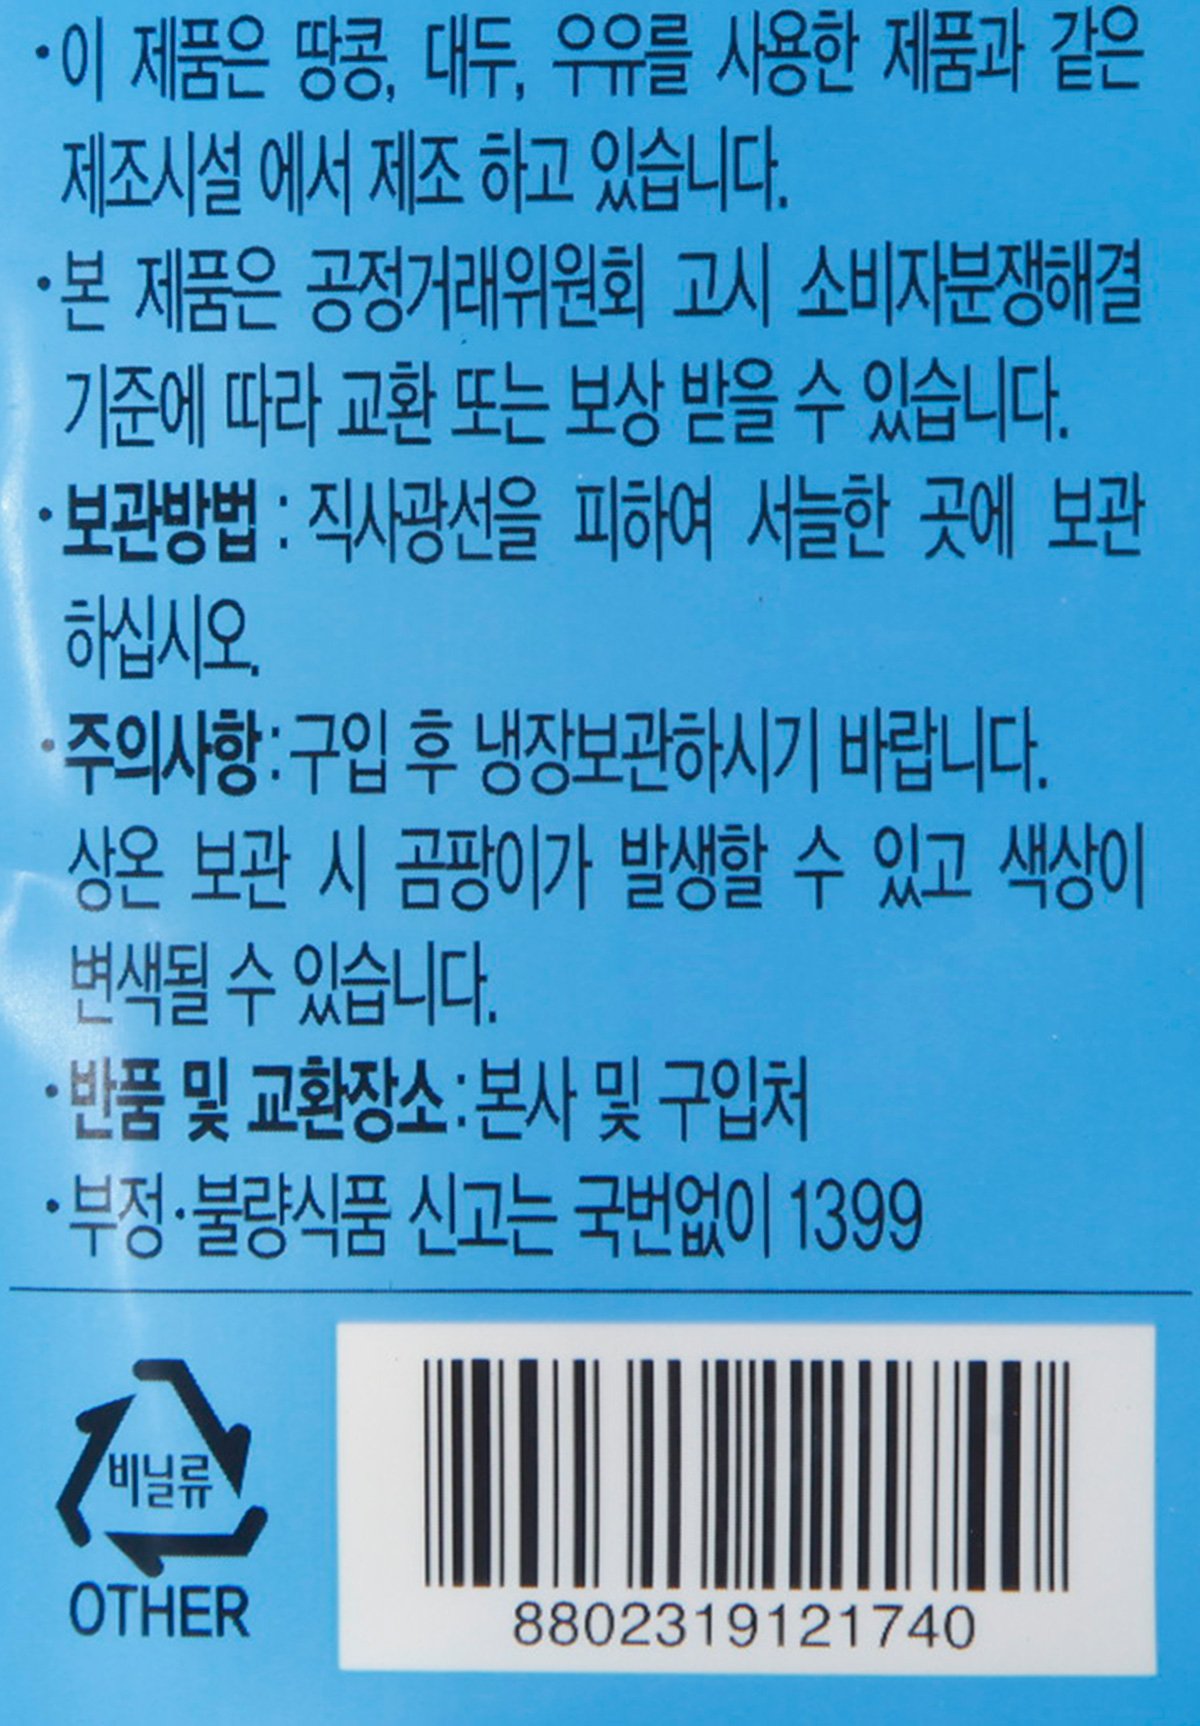 ·이 제품은 땅콩, 대두, 우유를 사용한 제품과 같은
제조시설 에서 제조 하고 있습니다.
·본 제품은 공정거래위원회 고시 소비자분쟁해결
기준에 따라 교환 또는 보상 받을 수 있습니다.
·보관방법 : 직사광선을 피하여 서늘한 곳에 보관
하십시오.
·주의사항 : 구입 후 냉장보관하시기 바랍니다.
상온 보관 시 곰팡이가 발생할 수 있고 색상이
변색될 수 있습니다.
·반품 및 교환장소 : 본사 및 구입처
·부정·불량식품 신고는 국번없이 1399
비닐류
OTHER
8802319121740